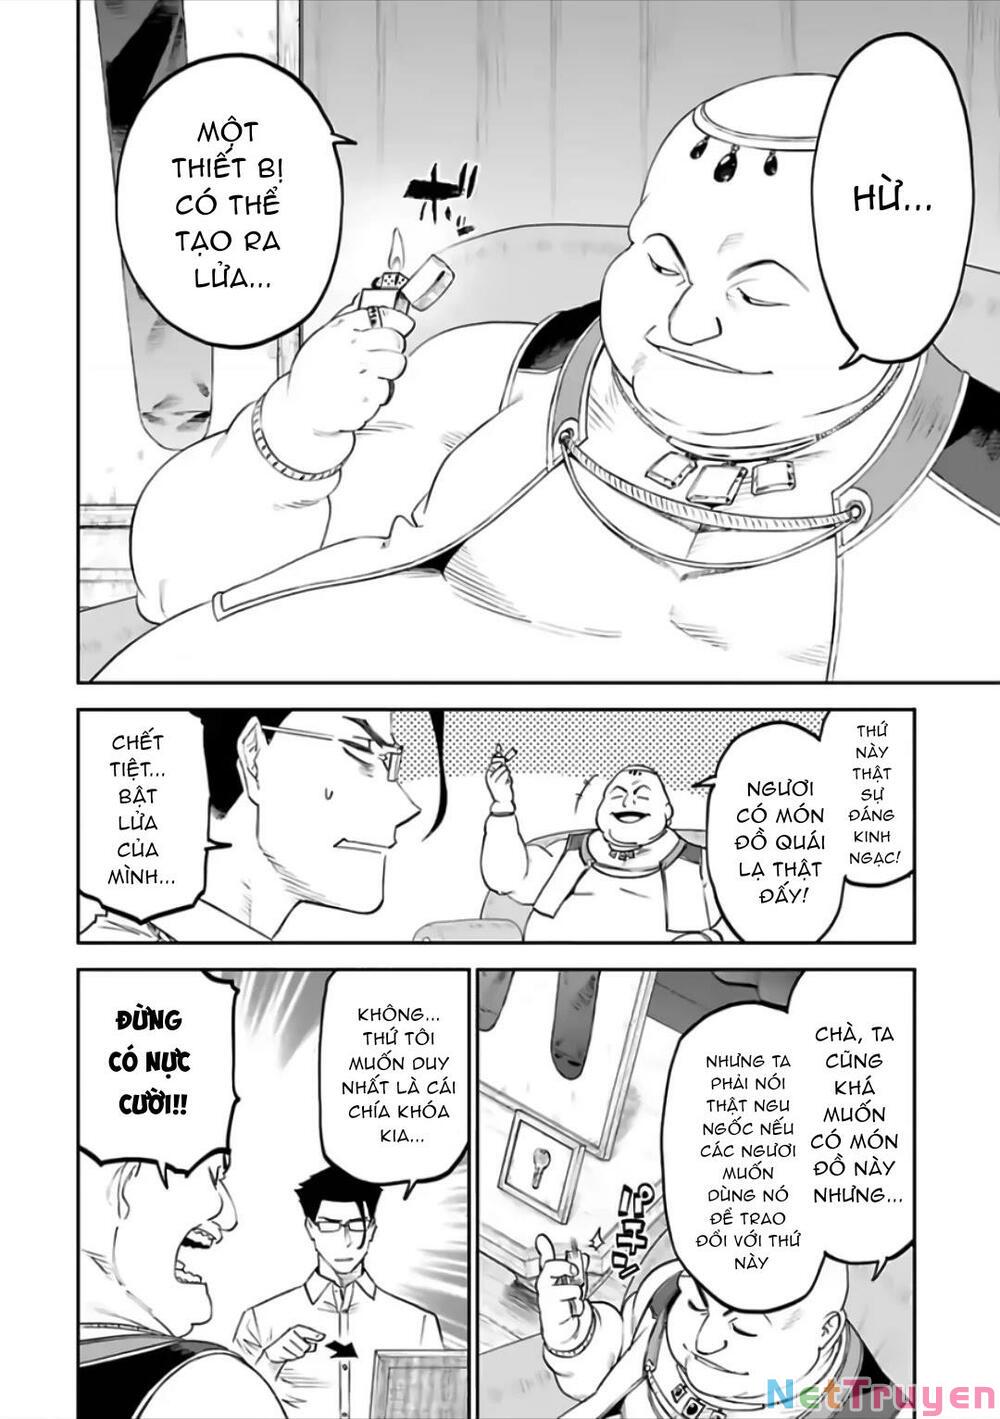 HỪ...
MỘT
THIẾT BỊ
CÓ THỂ
TẠO RA
LỬA...
THỨ
NÀY THẬT
SỰ
ĐÁNG
KINH
NGẠC!
NGƯƠI
CÓ MÓN
ĐỒ QUÁI
LẠ THẬT
ĐẤY!
CHẾT
TIỆT...
BẬT
LỬA
CỦA
MÌNH...
CHÀ, TA
CŨNG
KHÁ
MUỐN
CÓ MÓN
ĐỒ NÀY
NHƯNG...
NHƯNG TA
PHẢI NÓI
THẬT NGU
NGỐC NẾU
CÁC NGƯƠI
MUỐN
DÙNG NÓ
ĐỂ TRAO
ĐỔI VỚI THỨ
NÀY
パチン
KHÔNG...
THỨ TÔI
MUỐN DUY
NHẤT LÀ CÁI
CHÍA KHÓA
KIA...
ĐỪNG
CÓ NỰC
CƯỜI!!
NetTruyen